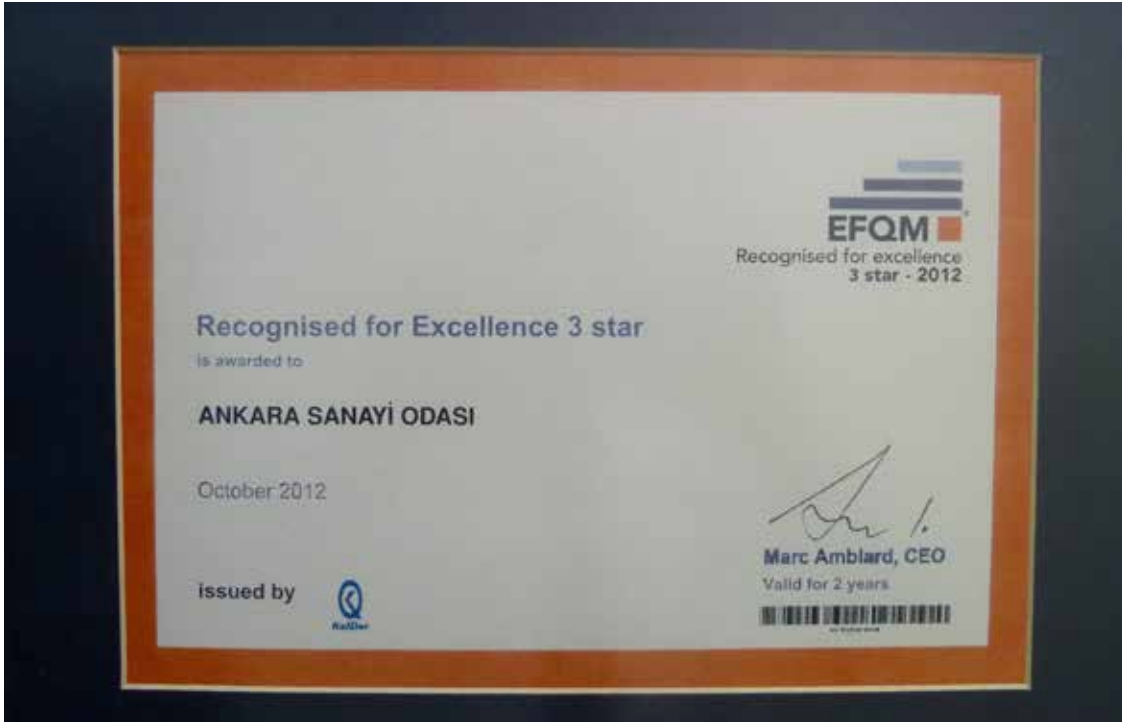 EFQM
Recognised for excellence
3 star - 2012
Recognised for Excellence 3 star
is awarded to
ANKARA SANAYİ ODASI
October 2012
Marc Amblard, CEO
Valid for 2 years
issued by
KalDer